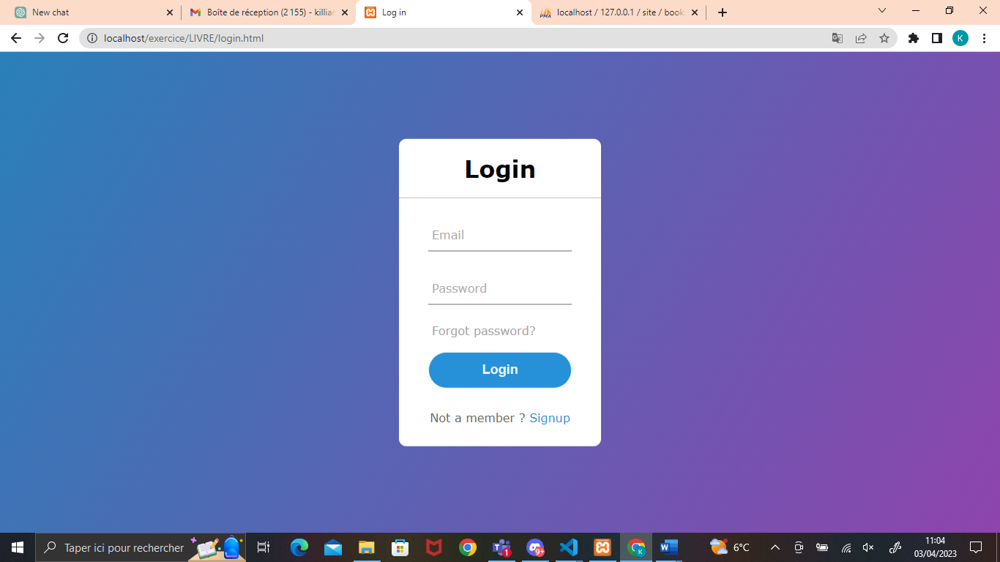 New chat
Boîte de réception (2 155) - killiar
Log in
localhost / 127.0.0.1 / site / book
localhost/exercice/LIVRE/login.html
K
Login
Email
Password
Forgot password?
Login
Not a member ? Signup
Taper ici pour rechercher
1
9+
K
6°C
11:04
03/04/2023